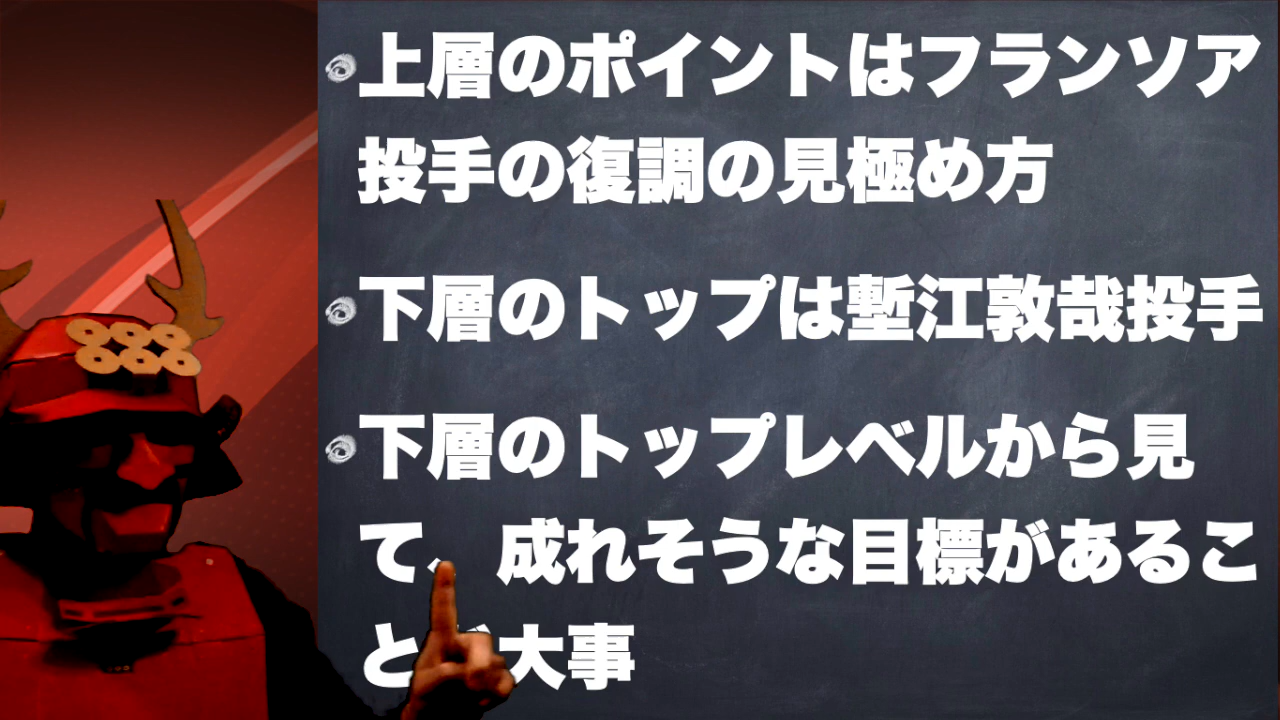 上層のポイントはフランソア
投手の復調の見極め方
下層のトップは塹江敦哉投手
下層のトップレベルから見
て、成れそうな目標があるこ
と 大事